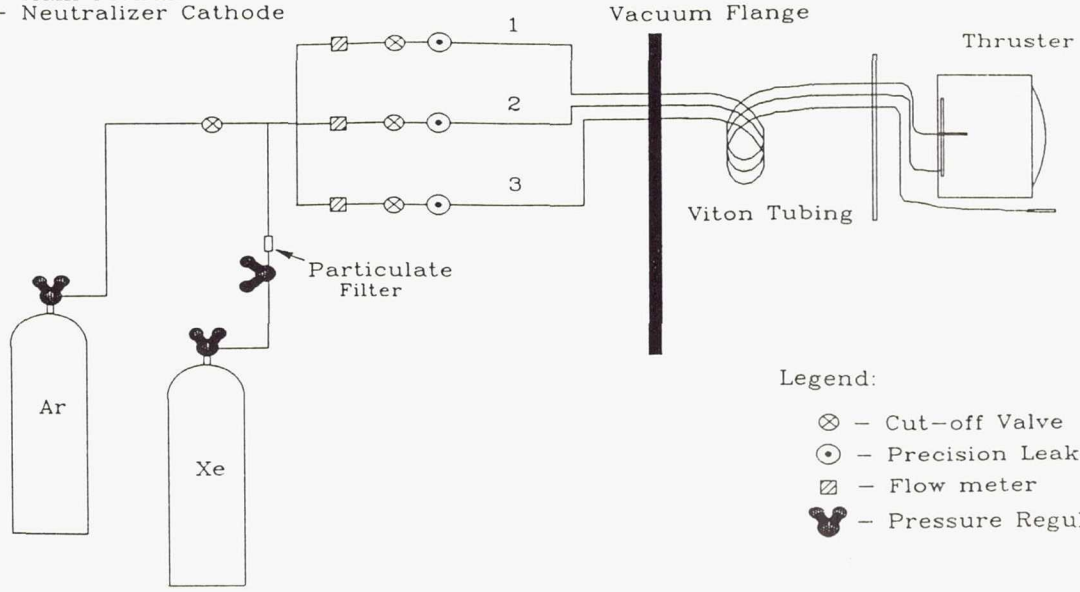 - Neutralizer Cathode
Vacuum Flange
Thruster
1
2
3
Viton Tubing
Particulate
Filter
Ar
Xe
Legend:
- Cut-off Valve
- Precision Leak
- Flow meter
- Pressure Regul